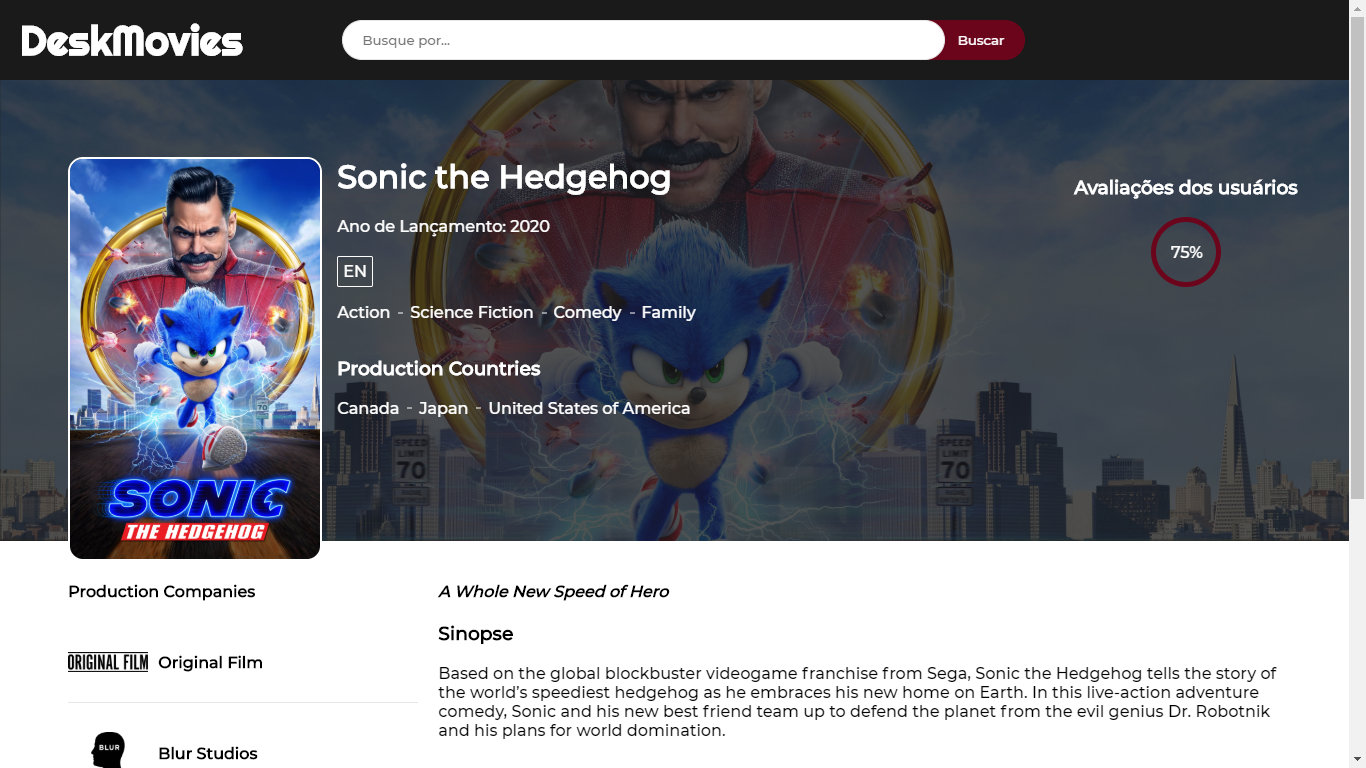 DeskMovies
Busque por...
Buscar
Sonic the Hedgehog
Ano de Lançamento: 2020
EN
Action - Science Fiction - Comedy - Family
Production Countries
Canada - Japan - United States of America
Avaliações dos usuários
75%
SPEED
LIMIT
70
SPEED
LIMIT
70
70
SONIC
THE HEDGEHOG
Production Companies
ORIGINAL FILM Original Film
BLUR Blur Studios
A Whole New Speed of Hero
Sinopse
Based on the global blockbuster videogame franchise from Sega, Sonic the Hedgehog tells the story of
the world’s speediest hedgehog as he embraces his new home on Earth. In this live-action adventure
comedy, Sonic and his new best friend team up to defend the planet from the evil genius Dr. Robotnik
and his plans for world domination.